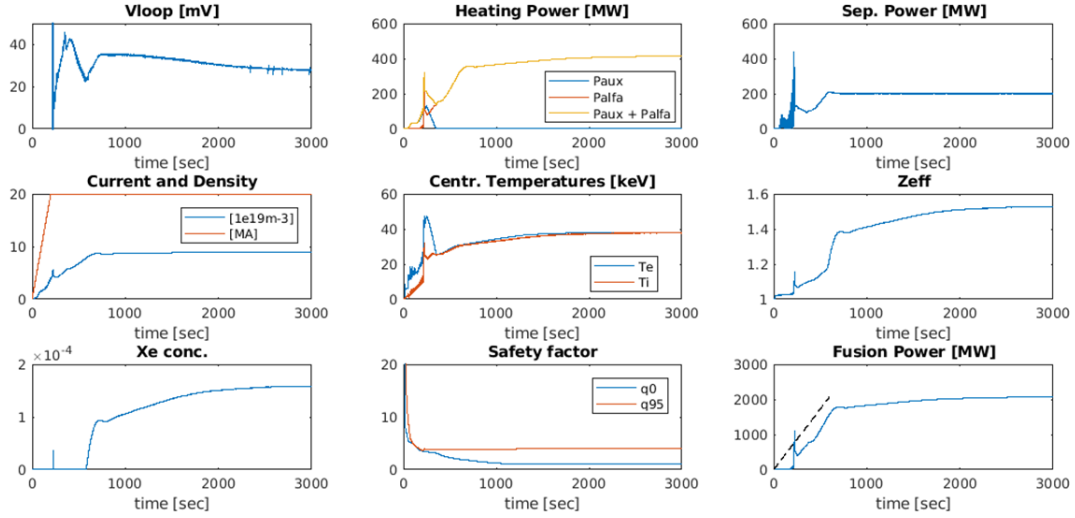 Vloop [mV]
40
20
0
0
1000
2000
3000
time [sec]
Heating Power [MW]
600
400
200
0
Paux
Palfa
Paux + Palfa
0
1000
2000
3000
time [sec]
Sep. Power [MW]
600
400
200
0
0
1000
2000
3000
time [sec]
Current and Density
20
10
0
[1e19m-3]
[MA]
0
1000
2000
3000
time [sec]
Centr. Temperatures [keV]
60
40
20
0
Te
Ti
0
1000
2000
3000
time [sec]
Zeff
1.6
1.4
1.2
1
0
1000
2000
3000
time [sec]
Xe conc.
×10⁻⁴
2
1
0
0
1000
2000
3000
time [sec]
Safety factor
20
10
0
q0
q95
0
1000
2000
3000
time [sec]
Fusion Power [MW]
3000
2000
1000
0
0
1000
2000
3000
time [sec]